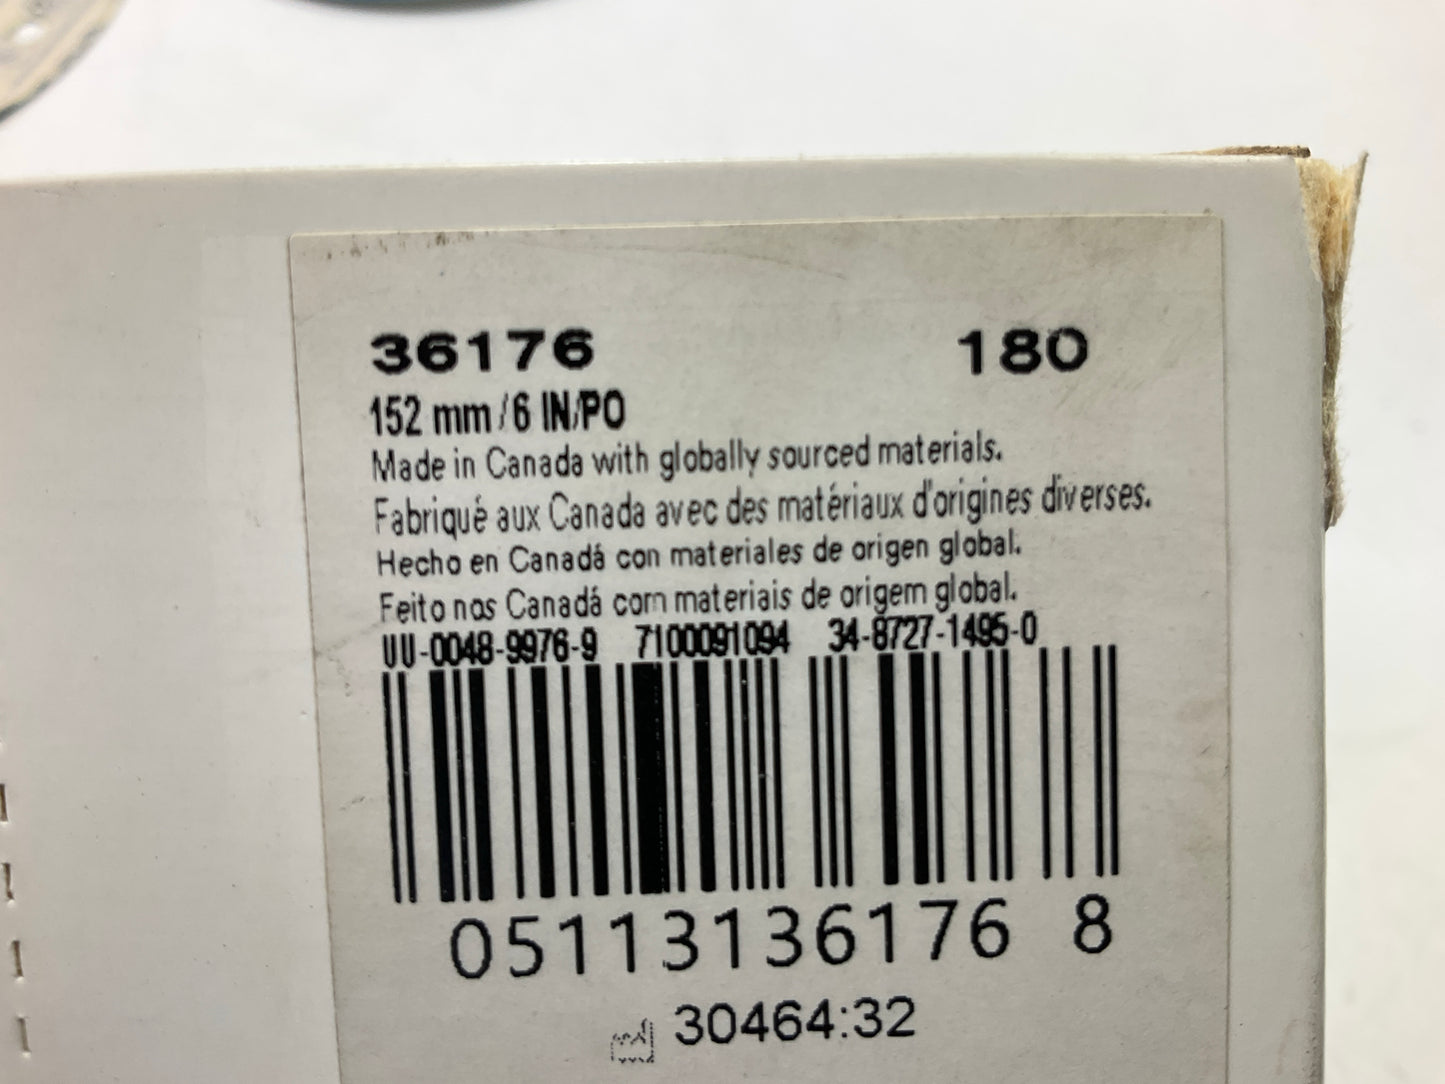 36176 180
152 mm/6 IN/PO
Made in Canada with globally sourced materials.
Fabriqué aux Canada avec des matériaux d'origines diverses.
Hecho en Canadá con materiales de origen global.
Feito nos Canadá com materiais de origem global.
UU-0048-9976-9 7100091094 34-8727-1495-0
05113136176 8
30464:32